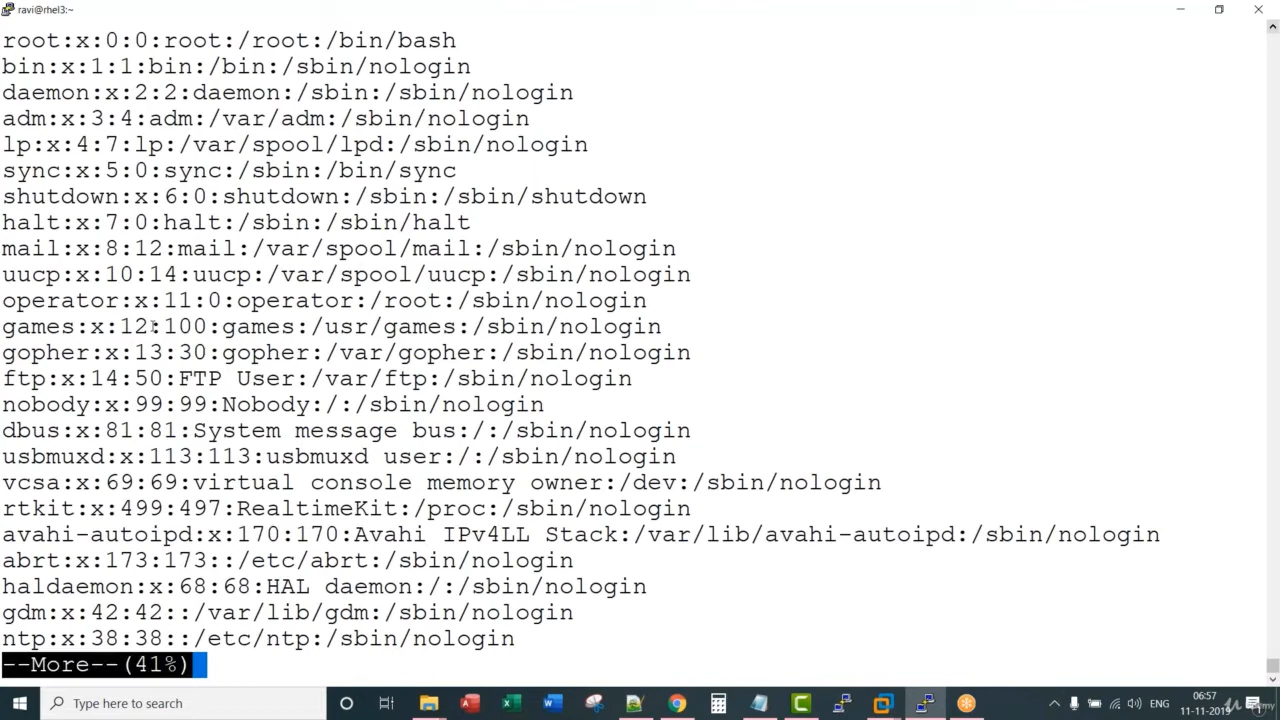 ravi@rhel3:~
root:x:0:0:root:/root:/bin/bash
bin:x:1:1:bin:/bin:/sbin/nologin
daemon:x:2:2:daemon:/sbin:/sbin/nologin
adm:x:3:4:adm:/var/adm:/sbin/nologin
lp:x:4:7:lp:/var/spool/lpd:/sbin/nologin
sync:x:5:0:sync:/sbin:/bin/sync
shutdown:x:6:0:shutdown:/sbin:/sbin/shutdown
halt:x:7:0:halt:/sbin:/sbin/halt
mail:x:8:12:mail:/var/spool/mail:/sbin/nologin
uucp:x:10:14:uucp:/var/spool/uucp:/sbin/nologin
operator:x:11:0:operator:/root:/sbin/nologin
games:x:12:100:games:/usr/games:/sbin/nologin
gopher:x:13:30:gopher:/var/gopher:/sbin/nologin
ftp:x:14:50:FTP User:/var/ftp:/sbin/nologin
nobody:x:99:99:Nobody:/:/sbin/nologin
dbus:x:81:81:System message bus:/:/sbin/nologin
usbmuxd:x:113:113:usbmuxd user:/:/sbin/nologin
vcsa:x:69:69:virtual console memory owner:/dev:/sbin/nologin
rtkit:x:499:497:RealtimeKit:/proc:/sbin/nologin
avahi-autoipd:x:170:170:Avahi IPv4LL Stack:/var/lib/avahi-autoipd:/sbin/nologin
abrt:x:173:173::/etc/abrt:/sbin/nologin
haldaemon:x:68:68:HAL daemon:/:/sbin/nologin
gdm:x:42:42::/var/lib/gdm:/sbin/nologin
ntp:x:38:38::/etc/ntp:/sbin/nologin
--More--(41%)
Type here to search
ENG
06:57
11-11-2019